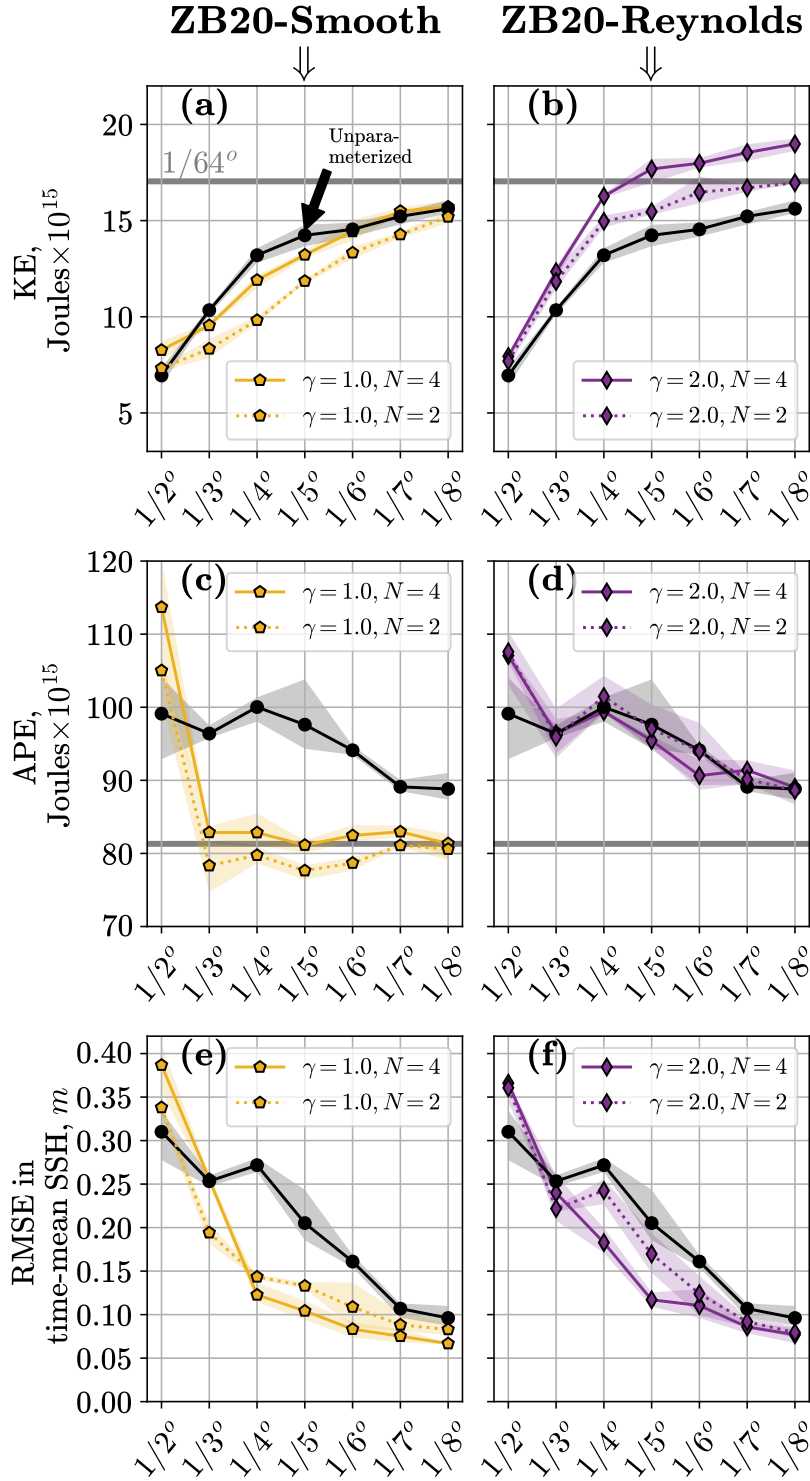 ZB20-Smooth
ZB20-Reynolds
⇓
⇓
(a)
(b)
Unpara-
meterized
1/64°
KE,
Joules×10^15
20
15
10
5
γ=1.0, N=4
γ=1.0, N=2
γ=2.0, N=4
γ=2.0, N=2
1/2° 1/3° 1/4° 1/5° 1/6° 1/7° 1/8°
1/2° 1/3° 1/4° 1/5° 1/6° 1/7° 1/8°
(c)
(d)
APE,
Joules×10^15
120
110
100
90
80
70
γ=1.0, N=4
γ=1.0, N=2
γ=2.0, N=4
γ=2.0, N=2
1/2° 1/3° 1/4° 1/5° 1/6° 1/7° 1/8°
1/2° 1/3° 1/4° 1/5° 1/6° 1/7° 1/8°
(e)
(f)
RMSE in
time-mean SSH, m
0.40
0.35
0.30
0.25
0.20
0.15
0.10
0.05
0.00
γ=1.0, N=4
γ=1.0, N=2
γ=2.0, N=4
γ=2.0, N=2
1/2° 1/3° 1/4° 1/5° 1/6° 1/7° 1/8°
1/2° 1/3° 1/4° 1/5° 1/6° 1/7° 1/8°